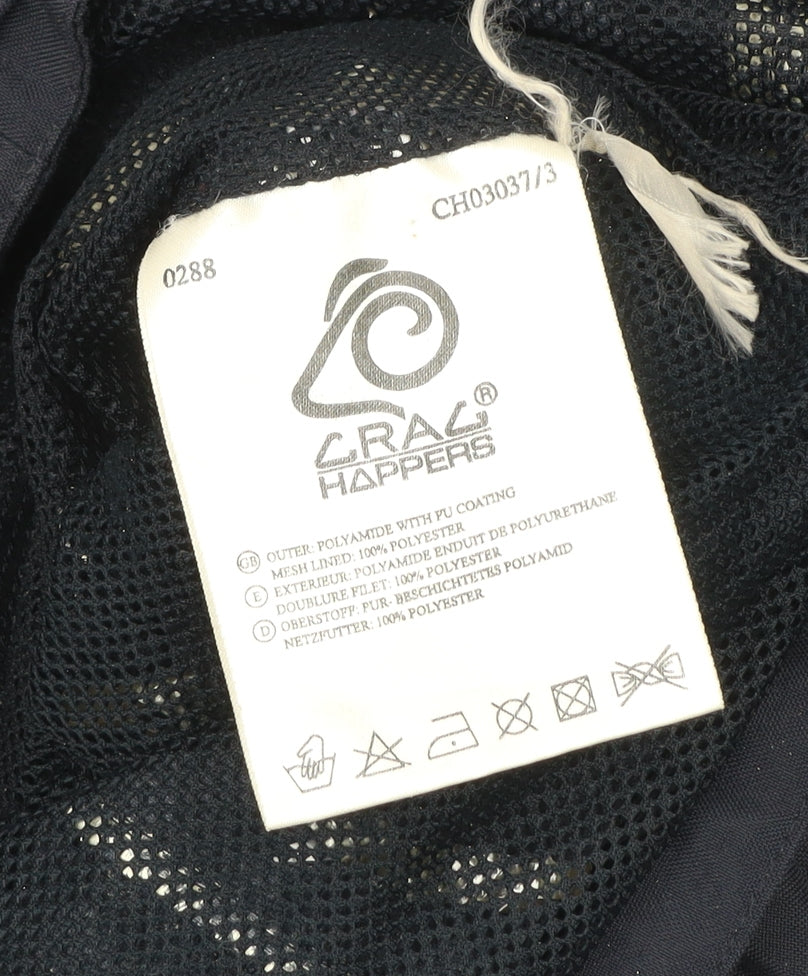 0288
CH03037/3
CRAG®
HAPPERS
GB OUTER: POLYAMIDE WITH PU COATING
MESH LINED: 100% POLYESTER
E EXTERIEUR: POLYAMIDE ENDUIT DE POLYURETHANE
DOUBLURE FILET: 100% POLYESTER
D OBERSTOFF: PUR- BESCHICHTETES POLYAMID
NETZFUTTER: 100% POLYESTER